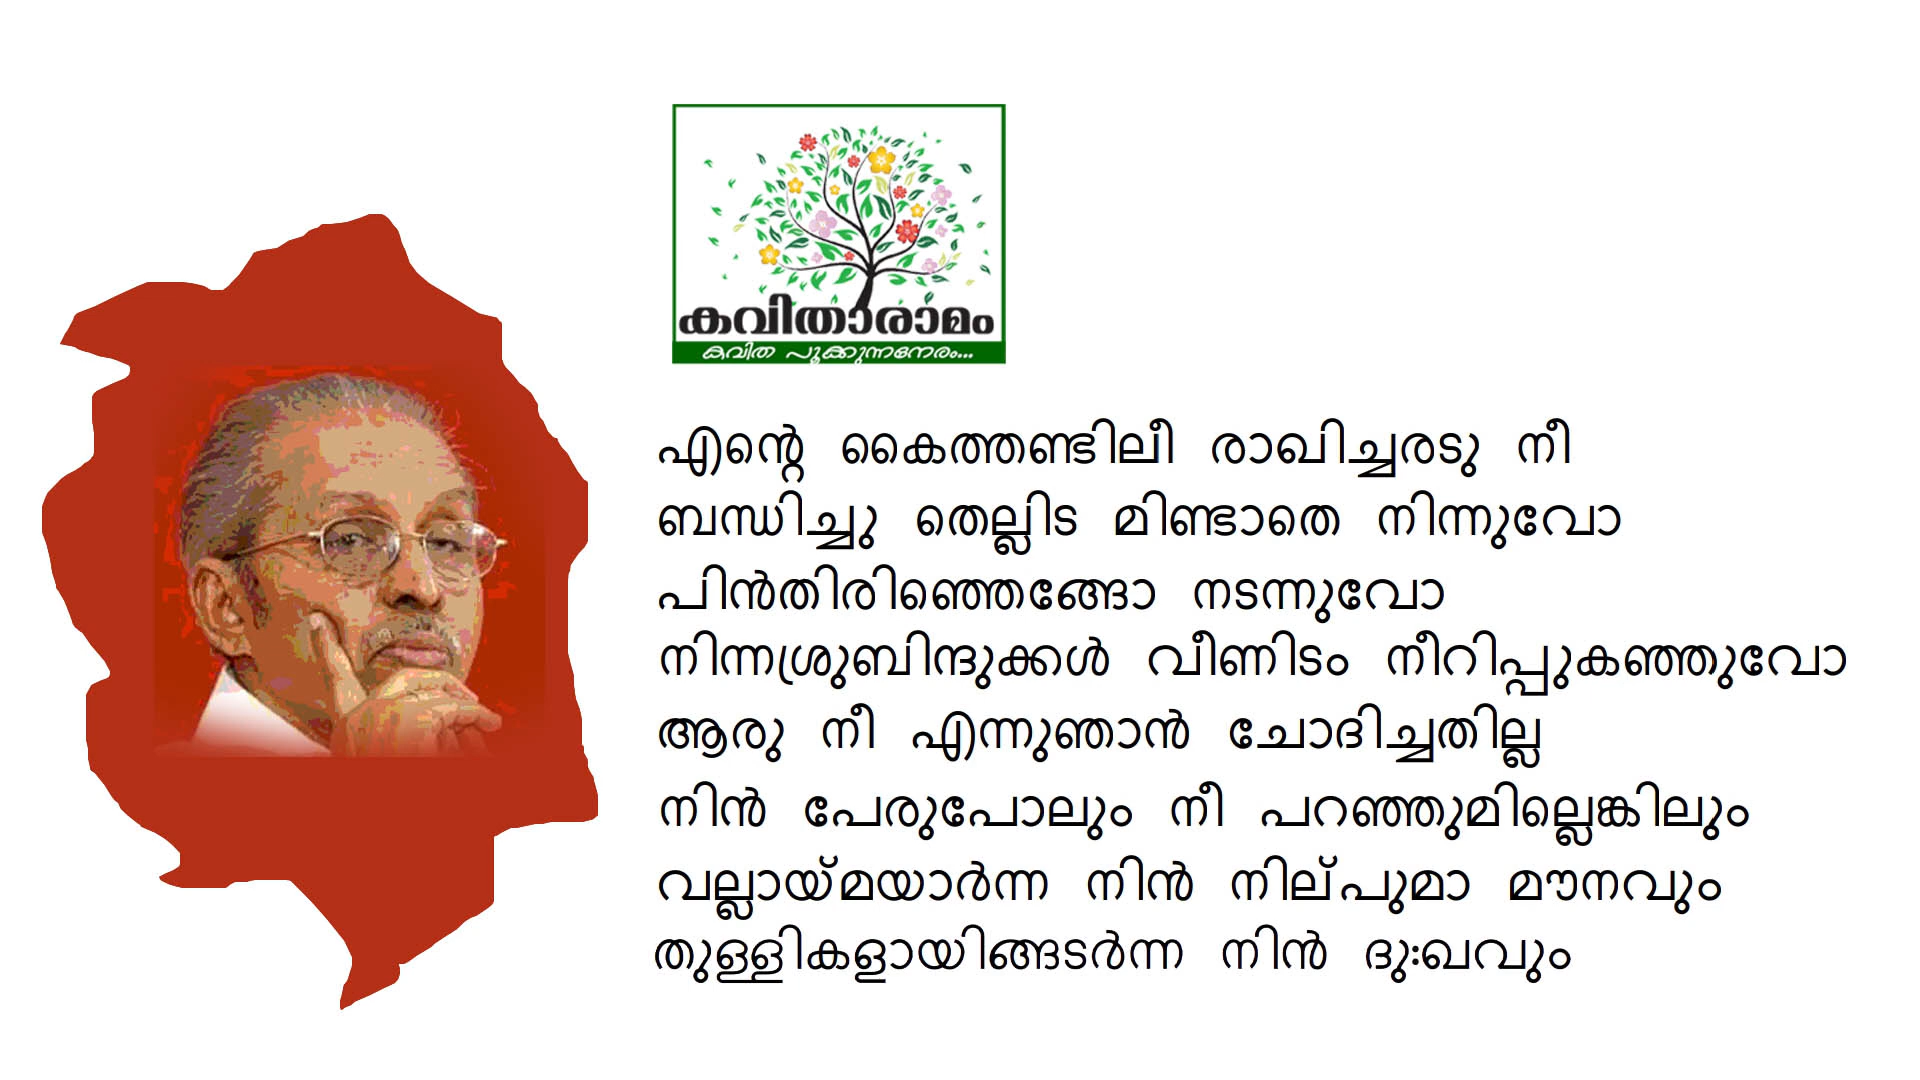 കവിതാരാമം
കവിത പൂക്കുന്നനേരം...
എന്റെ കൈത്തണ്ടിലീ രാഖിച്ചരടു നീ
ബന്ധിച്ചു തെല്ലിട മിണ്ടാതെ നിന്നുവോ
പിൻതിരിഞ്ഞെങ്ങോ നടന്നുവോ
നിന്നശ്രുബിന്ദുക്കൾ വീണിടം നീറിപ്പുകഞ്ഞുവോ
ആരു നീ എന്നുഞാൻ ചോദിച്ചതില്ല
നിൻ പേരുപോലും നീ പറഞ്ഞുമില്ലെങ്കിലും
വല്ലായ്മയാർന്ന നിൻ നില്പുമാ മൗനവും
തുള്ളികളായിങ്ങടർന്ന നിൻ ദുഃഖവും